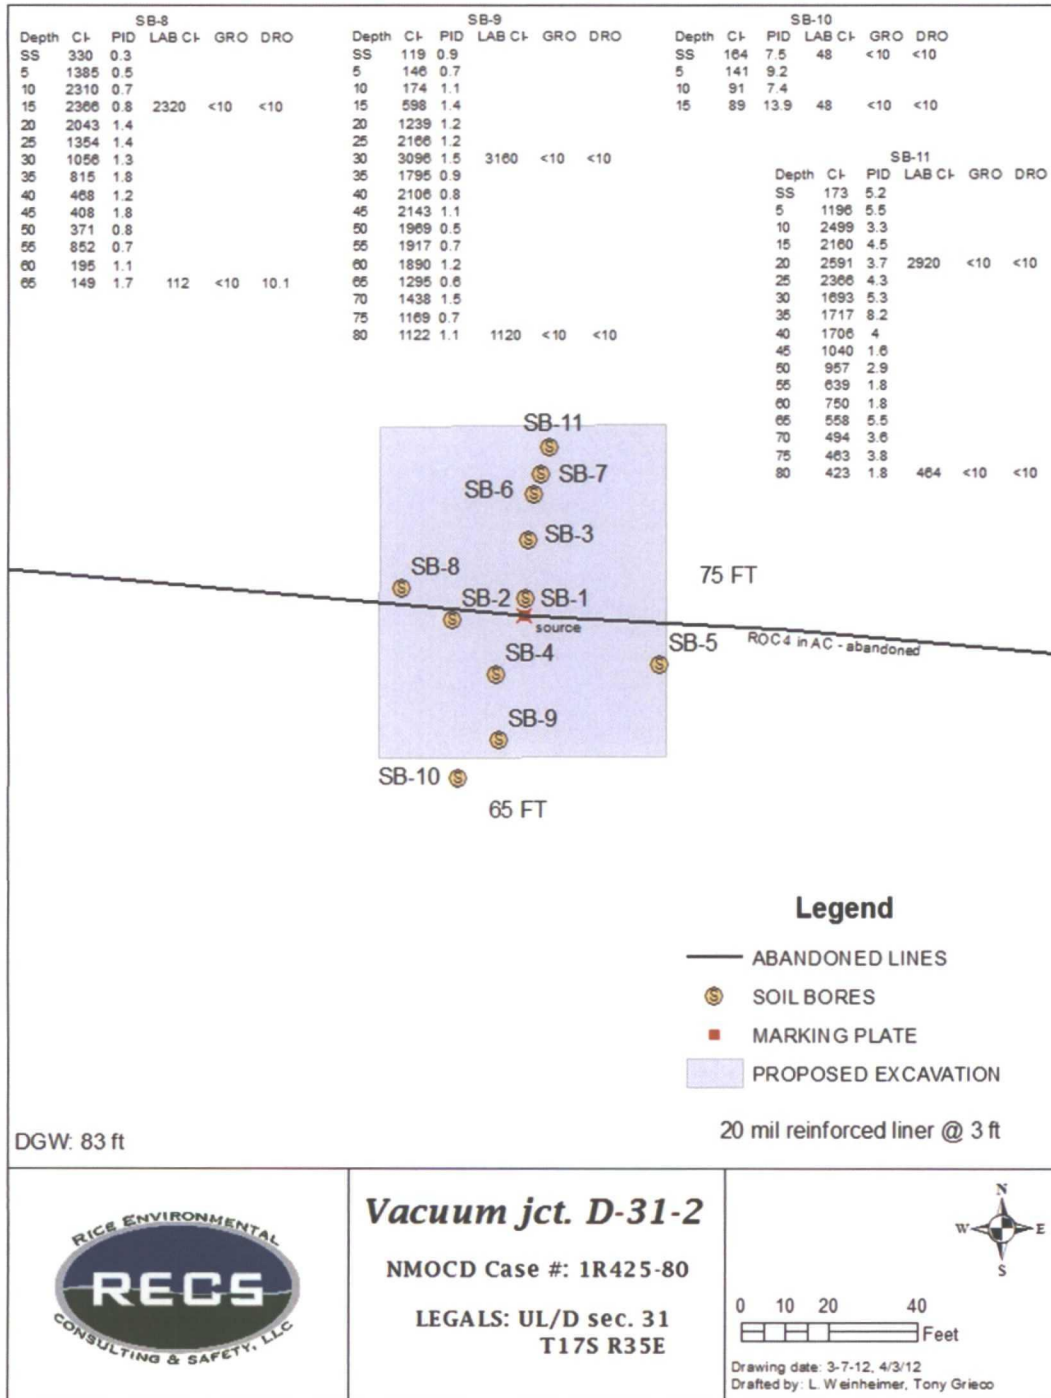 SB-8
Depth Cl- PID LAB Cl- GRO DRO
SS 330 0.3
5 1385 0.5
10 2310 0.7
15 2366 0.8 2320 <10 <10
20 2043 1.4
25 1354 1.4
30 1056 1.3
35 815 1.8
40 468 1.2
45 408 1.8
50 371 0.8
55 852 0.7
60 195 1.1
65 149 1.7 112 <10 10.1
SB-9
Depth Cl- PID LAB Cl- GRO DRO
SS 119 0.9
5 146 0.7
10 174 1.1
15 598 1.4
20 1239 1.2
25 2166 1.2
30 3096 1.5 3160 <10 <10
35 1795 0.9
40 2106 0.8
45 2143 1.1
50 1969 0.5
55 1917 0.7
60 1890 1.2
65 1295 0.6
70 1438 1.5
75 1169 0.7
80 1122 1.1 1120 <10 <10
SB-10
Depth Cl- PID LAB Cl- GRO DRO
SS 164 7.5 48 <10 <10
5 141 9.2
10 91 7.4
15 89 13.9 48 <10 <10
SB-11
Depth Cl- PID LAB Cl- GRO DRO
SS 173 5.2
5 1196 5.5
10 2499 3.3
15 2160 4.5
20 2591 3.7 2920 <10 <10
25 2366 4.3
30 1693 5.3
35 1717 8.2
40 1706 4
45 1040 1.6
50 957 2.9
55 639 1.8
60 750 1.8
65 558 5.5
70 494 3.6
75 463 3.8
80 423 1.8 464 <10 <10
SB-11
SB-7
SB-6
SB-3
SB-8
SB-2
SB-1
source
75 FT
ROC4 in AC - abandoned
SB-5
SB-4
SB-9
SB-10
65 FT
Legend
ABANDONED LINES
S SOIL BORES
MARKING PLATE
PROPOSED EXCAVATION
20 mil reinforced liner @ 3 ft
DGW: 83 ft
RICE ENVIRONMENTAL
RECS
CONSULTING & SAFETY, LLC
Vacuum jct. D-31-2
NMOCD Case #: 1R425-80
LEGALS: UL/D sec. 31
T17S R35E
N
W E
S
0 10 20 40
Feet
Drawing date: 3-7-12, 4/3/12
Drafted by: L. Weinheimer, Tony Grieco